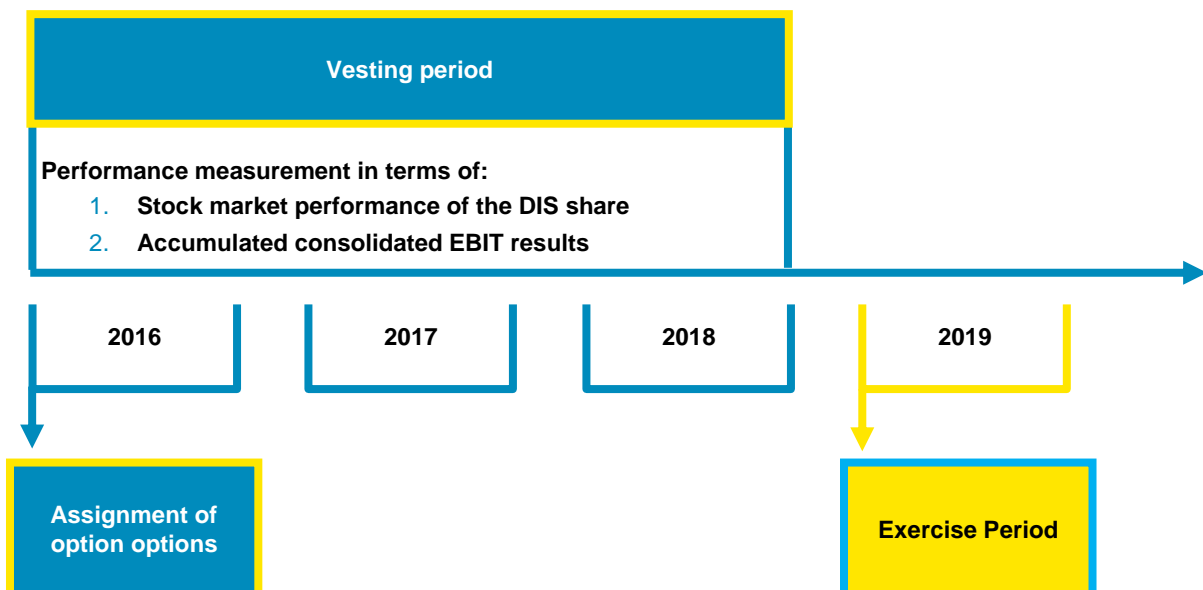 Vesting period
Performance measurement in terms of:
1. Stock market performance of the DIS share
2. Accumulated consolidated EBIT results
2016
2017
2018
2019
Assignment of
option options
Exercise Period